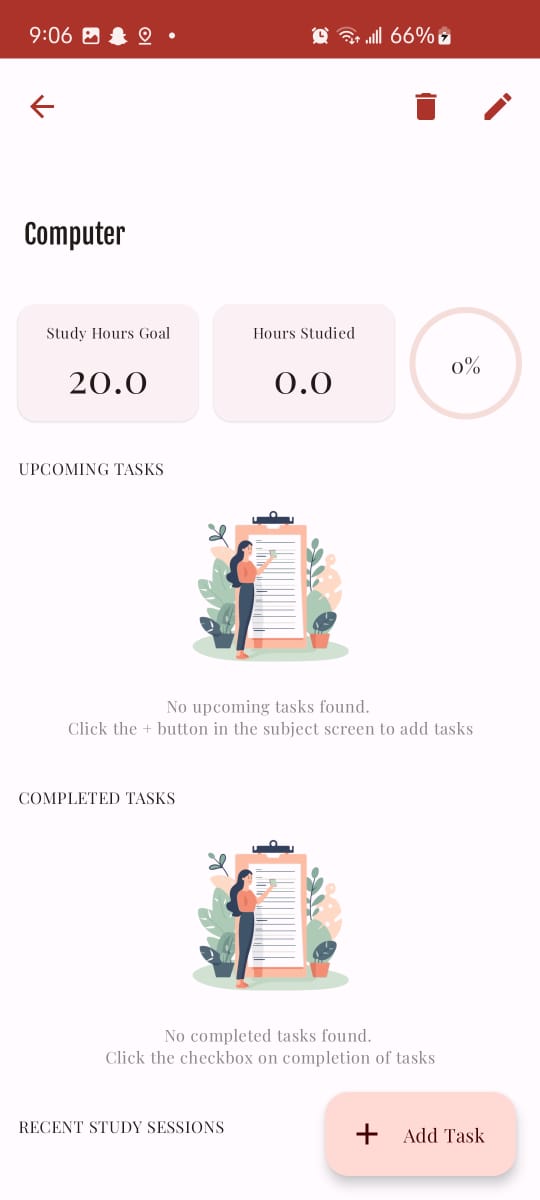 9:06
66%
Computer
Study Hours Goal
20.0
Hours Studied
0.0
0%
UPCOMING TASKS
No upcoming tasks found.
Click the + button in the subject screen to add tasks
COMPLETED TASKS
No completed tasks found.
Click the checkbox on completion of tasks
RECENT STUDY SESSIONS
+ Add Task